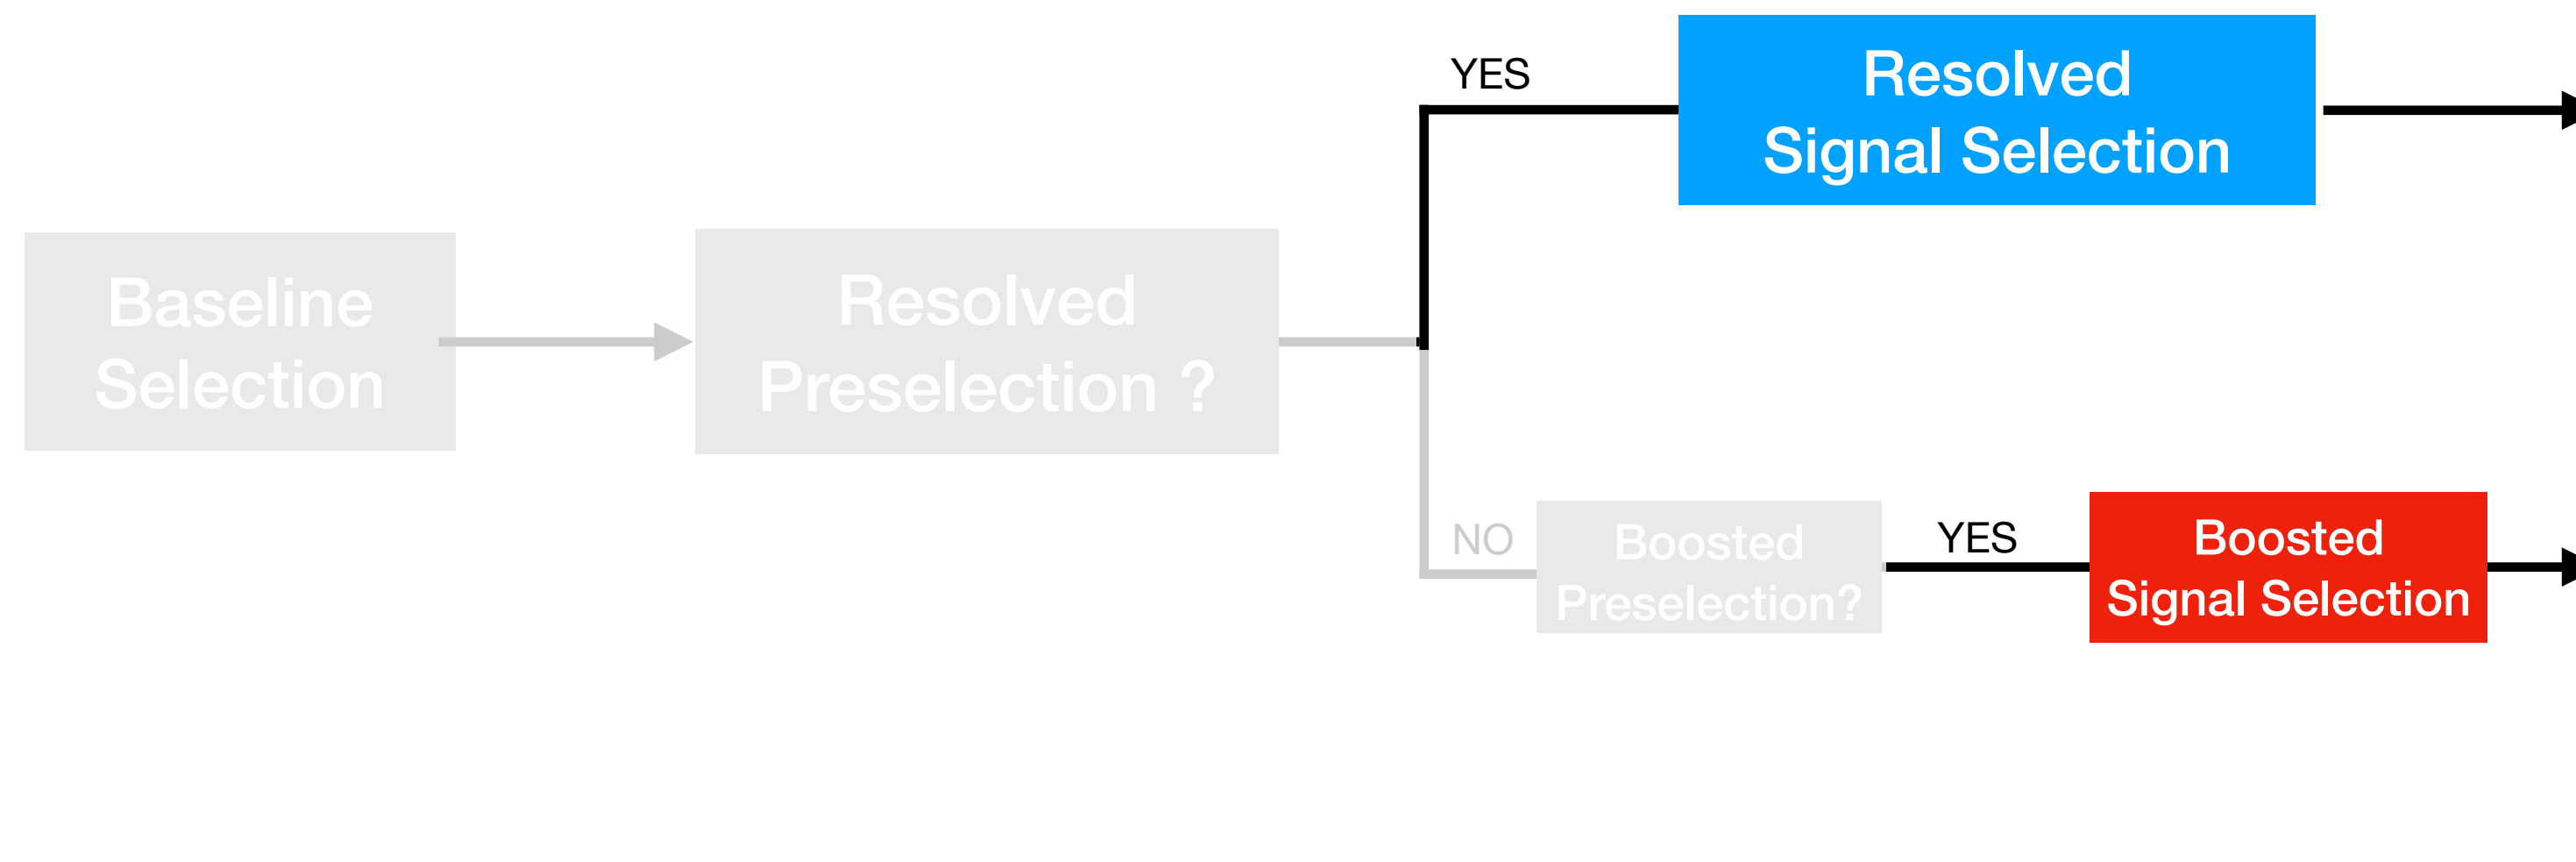 YES
Resolved
Signal Selection
Baseline
Selection
Resolved
Preselection ?
NO
Boosted
Preselection?
YES
Boosted
Signal Selection